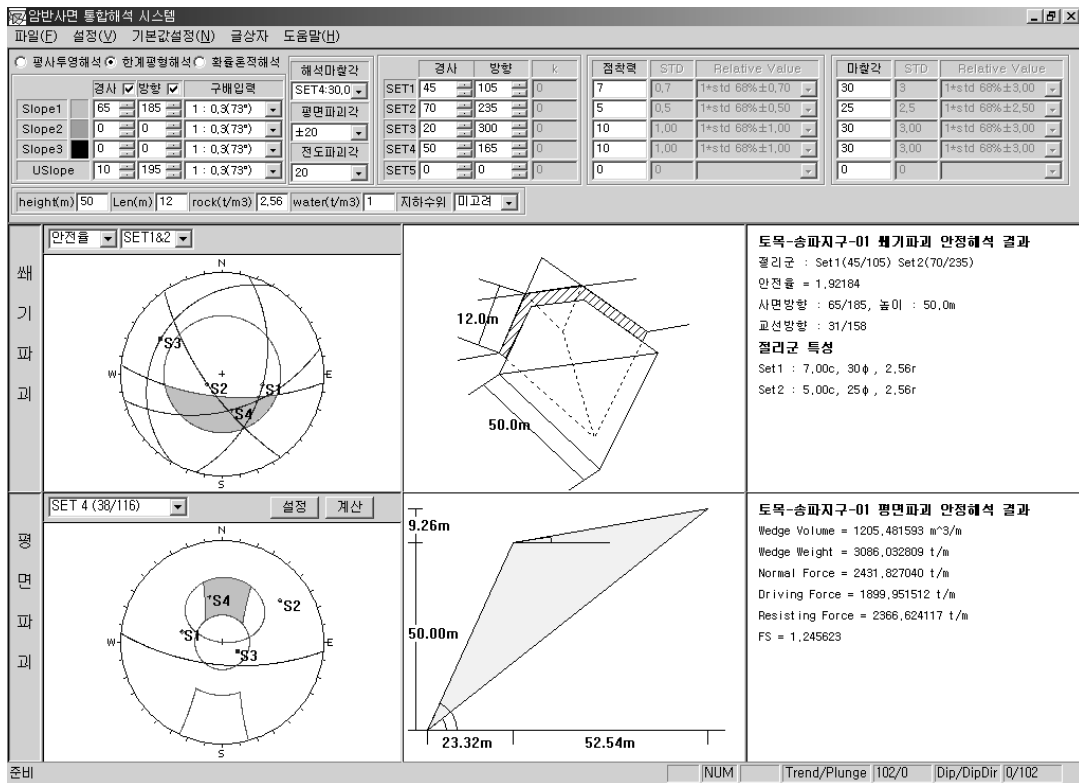 암반사면 통합해석 시스템
파일(F) 설정(V) 기본값설정(N) 글상자 도움말(H)
평사투영해석 한계평형해석 확률론적해석
경사 방향 구배입력
Slope1 65 185 1 : 0,3(73°)
Slope2 0 0 1 : 0,3(73°)
Slope3 0 0 1 : 0,3(73°)
USlope 10 195 1 : 0,3(73°)
해석마찰각
SET4:30,0
평면파괴각
±20
전도파괴각
20
경사 방향 k
SET1 45 105 0
SET2 70 235 0
SET3 20 300 0
SET4 50 165 0
SET5 0 0 0
점착력 STD Relative Value
7 0,7 1*std 68%±0,70
5 0,5 1*std 68%±0,50
10 1,00 1*std 68%±1,00
10 1,00 1*std 68%±1,00
0 0
마찰각 STD Relative Value
30 3 1*std 68%±3,00
25 2,5 1*std 68%±2,50
30 3,00 1*std 68%±3,00
30 3,00 1*std 68%±3,00
0 0
height(m) 50 Len(m) 12 rock(t/m3) 2,56 water(t/m3) 1 지하수위 미고려
쐐기파괴
안전율 SET1&2
N
W
E
S
S3
S2
S1
S4
12.0m
50.0m
토목-송파지구-01 쐐기파괴 안정해석 결과
절리군 : Set1(45/105) Set2(70/235)
안전율 = 1,92184
사면방향 : 65/185, 높이 : 50,0m
교선방향 : 31/158
절리군 특성
Set1 : 7,00c, 30ϕ , 2,56r
Set2 : 5,00c, 25ϕ , 2,56r
평면파괴
SET 4 (38/116) 설정 계산
N
W
E
S
S4
S2
S1
S3
9.26m
50.00m
23.32m 52.54m
토목-송파지구-01 평면파괴 안정해석 결과
Wedge Volume = 1205,481593 m^3/m
Wedge Weight = 3086,032809 t/m
Normal Force = 2431,827040 t/m
Driving Force = 1899,951512 t/m
Resisting Force = 2366,624117 t/m
FS = 1,245623
준비 NUM Trend/Plunge 102/0 Dip/DipDir 0/102